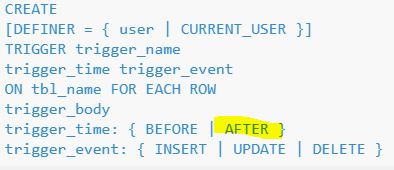 CREATE
[DEFINER = { user | CURRENT_USER }]
TRIGGER trigger_name
trigger_time trigger_event
ON tbl_name FOR EACH ROW
trigger_body
trigger_time: { BEFORE | AFTER }
trigger_event: { INSERT | UPDATE | DELETE }